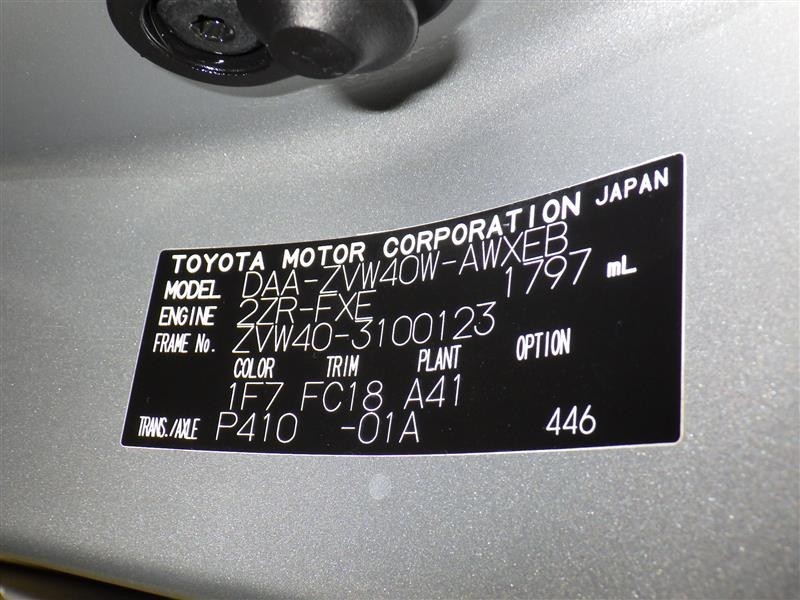 TOYOTA MOTOR CORPORATION JAPAN
MODEL DAA-ZVW40W-AWXEB
ENGINE 2ZR-FXE 1797 mL
FRAME No. ZVW40-3100123
COLOR TRIM PLANT OPTION
1F7 FC18 A41
TRANS./AXLE P410 -01A 446